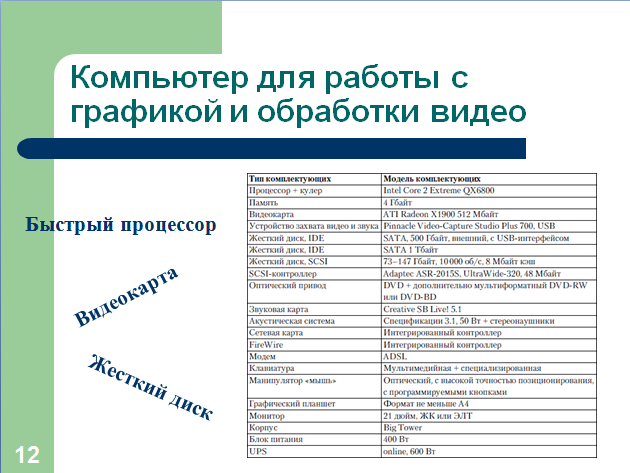 Компьютер для работы с
графикой и обработки видео
Быстрый процессор
Видеокарта
Жесткий диск
Тип комплектующих Модель комплектующих
Процессор + кулер Intel Core 2 Extreme QX6800
Память 4 Гбайт
Видеокарта ATI Radeon X1900 512 Мбайт
Устройство захвата видео и звука Pinnacle Video-Capture Studio Plus 700, USB
Жесткий диск, IDE SATA, 500 Гбайт, внешний, с USB-интерфейсом
Жесткий диск, IDE SATA 1 Тбайт
Жесткий диск, SCSI 73–147 Гбайт, 10 000 об/с, 8 Мбайт кэш
SCSI-контроллер Adaptec ASR-2015S, UltraWide-320, 48 Мбайт
Оптический привод DVD + дополнительно мультиформатный DVD-RW
или DVD-BD
Звуковая карта Creative SB Live! 5.1
Акустическая система Спецификации 3.1, 50 Вт + стереонаушники
Сетевая карта Интегрированный контроллер
FireWire Интегрированный контроллер
Модем ADSL
Клавиатура Мультимедийная + специализированная
Манипулятор «мышь» Оптический, с высокой точностью позиционирования,
с программируемыми кнопками
Графический планшет Формат не меньше A4
Монитор 21 дюйм, ЖК или ЭЛТ
Корпус Big Tower
Блок питания 400 Вт
UPS online, 600 Вт
12